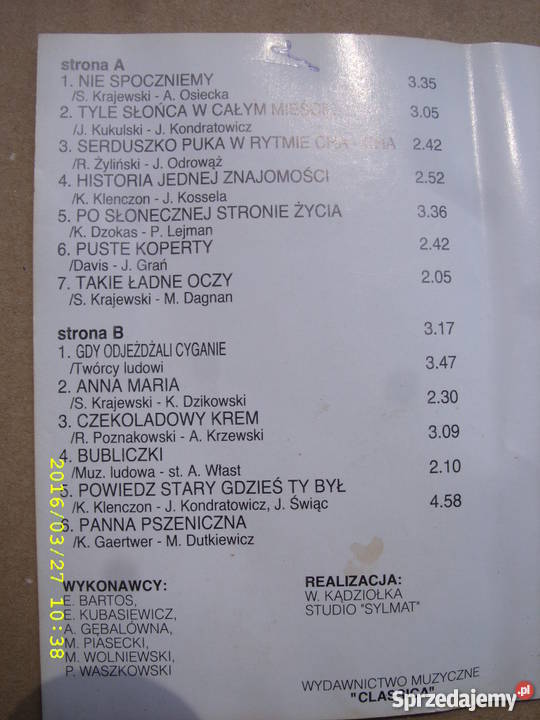 strona A
1. NIE SPOCZNIEMY 3.35
/S. Krajewski - A. Osiecka
2. TYLE SŁOŃCA W CAŁYM 3.05
/J. Kukulski - J. Kondratowicz
3. SERDUSZKO PUKA W RYTMIE CHA - CHA 2.42
/R. Żyliński - J. Odrowąż
4. HISTORIA JEDNEJ ZNAJOMOŚCI 2.52
/K. Klenczon - J. Kossela
5. PO SŁONECZNEJ STRONIE ŻYCIA 3.36
/K. Dzokas - P. Lejman
6. PUSTE KOPERTY 2.42
/Davis - J. Grań
7. TAKIE ŁADNE OCZY 2.05
/S. Krajewski - M. Dagnan
strona B 3.17
1. GDY ODJEŻDŻALI CYGANIE
/Twórcy ludowi 3.47
2. ANNA MARIA
/S. Krajewski - K. Dzikowski 2.30
3. CZEKOLADOWY KREM
/R. Poznakowski - A. Krzewski 3.09
4. BUBLICZKI
/Muz. ludowa - st. A. Włast 2.10
5. POWIEDZ STARY GDZIEŚ TY BYŁ
/K. Klenczon - J. Kondratowicz, J. Święc 4.58
6. PANNA PSZENICZNA
/K. Gaertwer - M. Dutkiewicz
WYKONAWCY:
E. BARTOS,
E. KUBASIEWICZ,
A. GĘBALÓWNA,
M. PIASECKI,
M. WOLNIEWSKI,
P. WASZKOWSKI
REALIZACJA:
W. KĄDZIOŁKA
STUDIO "SYLMAT"
WYDAWNICTWO MUZYCZNE
"CLASSICA"
2016/03/27 10:38
Sprzedajemy.pl